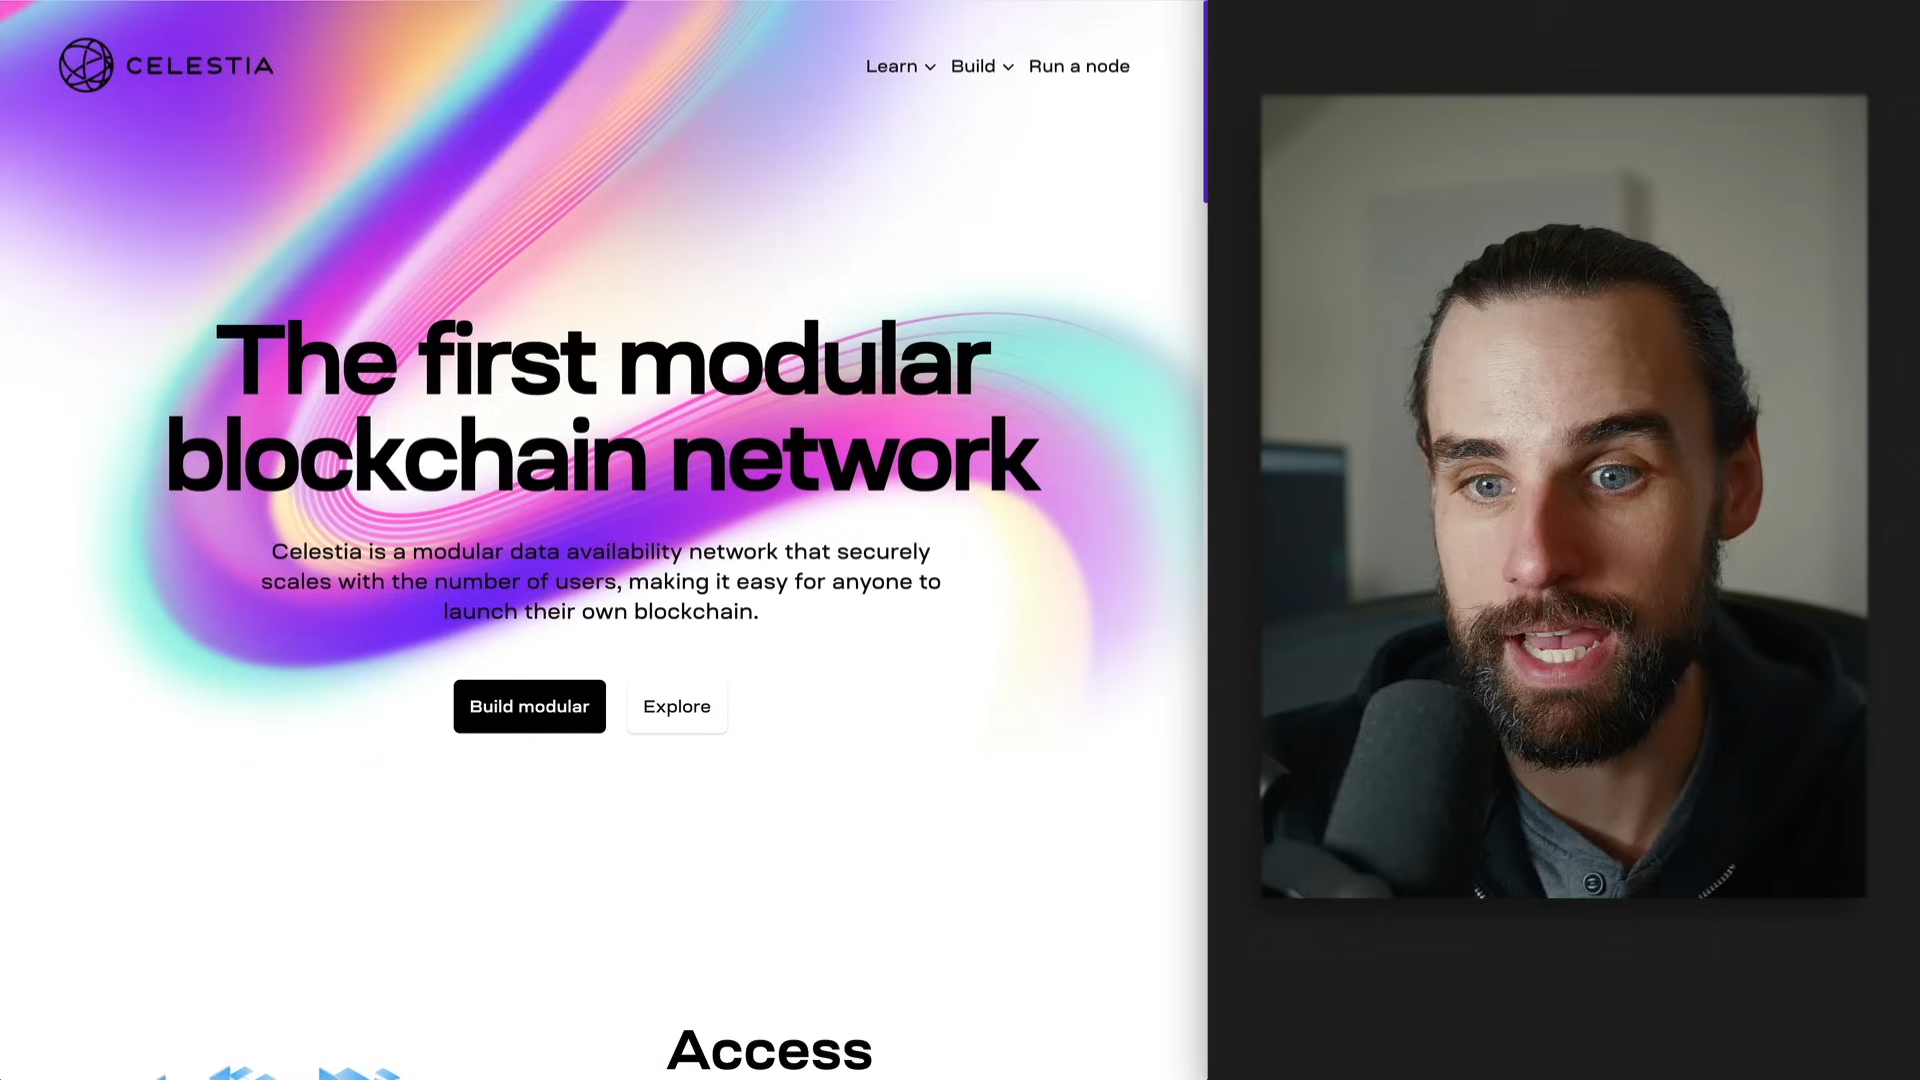 CELESTIA
Learn Build Run a node
The first modular
blockchain network
Celestia is a modular data availability network that securely
scales with the number of users, making it easy for anyone to
launch their own blockchain.
Build modular Explore
Access